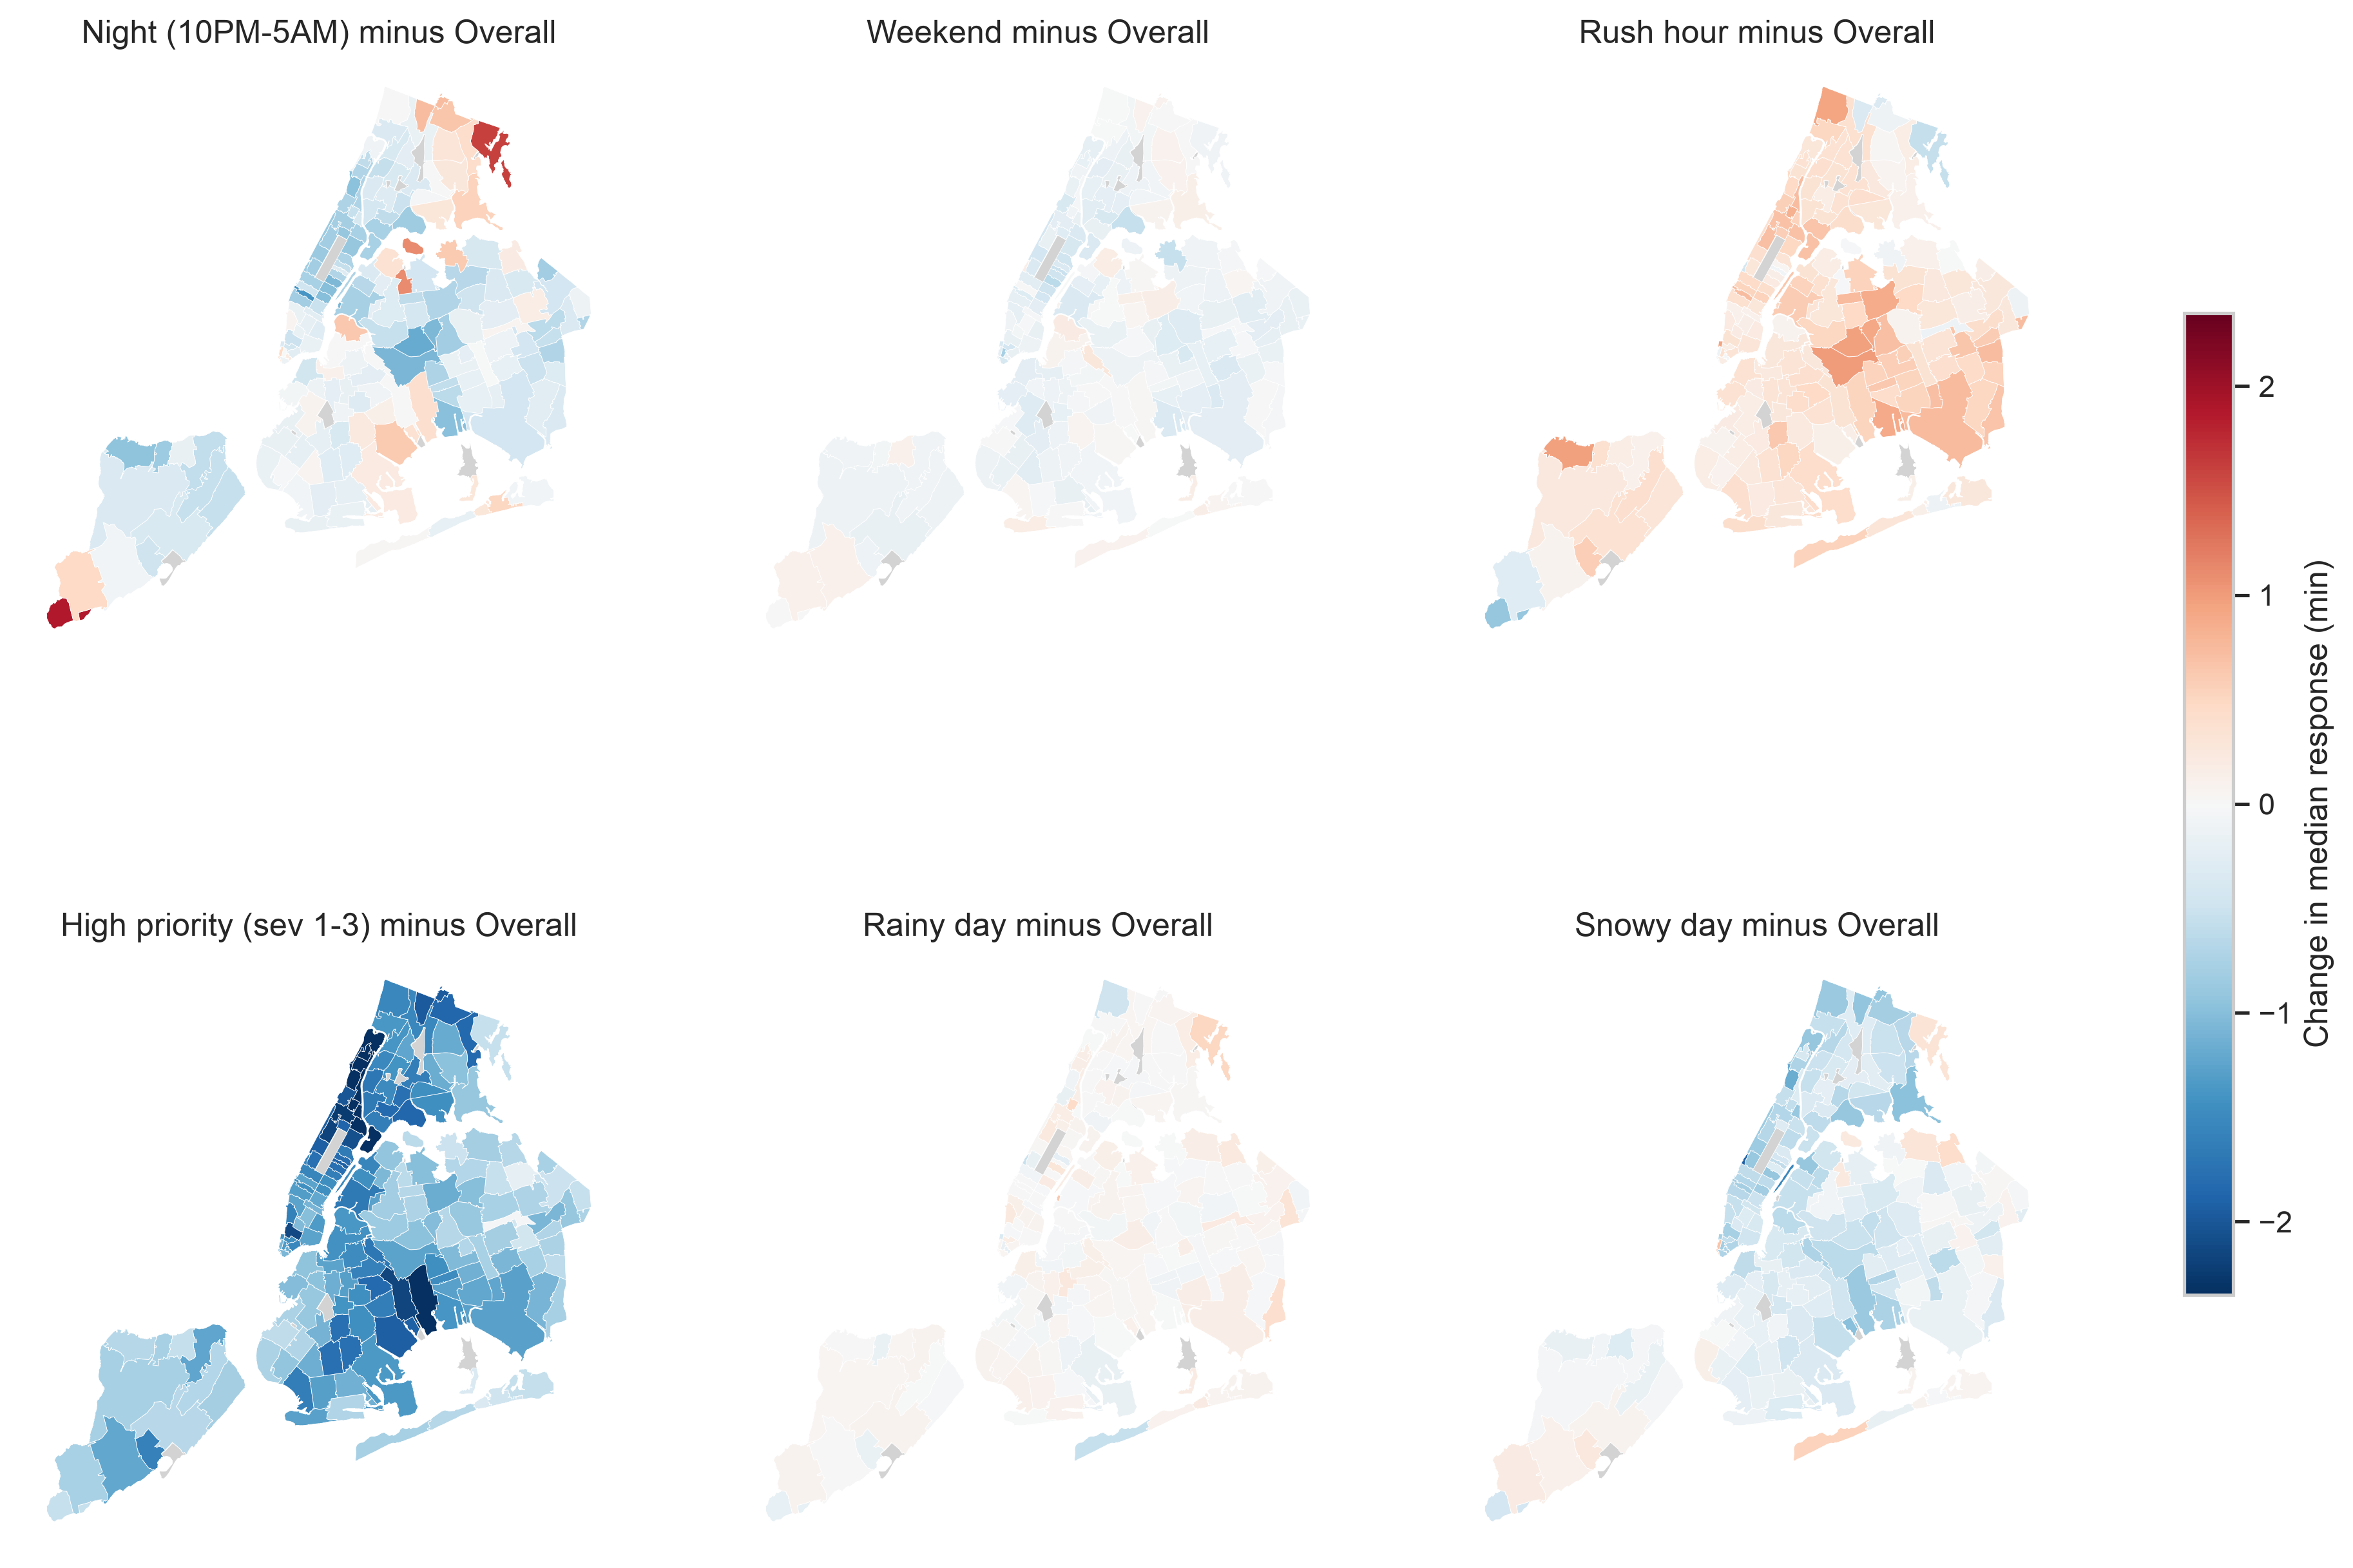 Night (10PM-5AM) minus Overall
Weekend minus Overall
Rush hour minus Overall
High priority (sev 1-3) minus Overall
Rainy day minus Overall
Snowy day minus Overall
2
1
0
−1
−2
Change in median response (min)